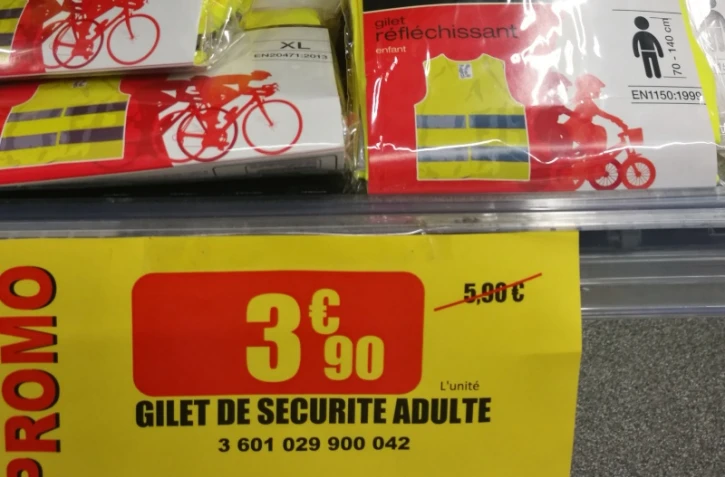 XL
EN20471:2013
gilet
réfléchissant
enfant
70 - 140 cm
EN1150:1999
PROMO
3€90
5,90 €
L'unité
GILET DE SECURITE ADULTE
3 601 029 900 042